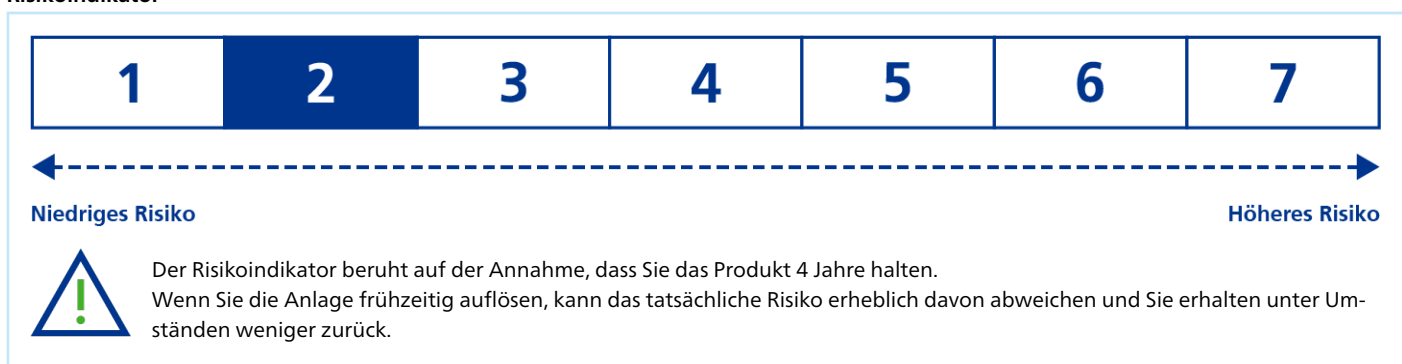 Risikoindikator
1 2 3 4 5 6 7
Niedriges Risiko Höheres Risiko
Der Risikoindikator beruht auf der Annahme, dass Sie das Produkt 4 Jahre halten.
Wenn Sie die Anlage frühzeitig auflösen, kann das tatsächliche Risiko erheblich davon abweichen und Sie erhalten unter Um-
ständen weniger zurück.